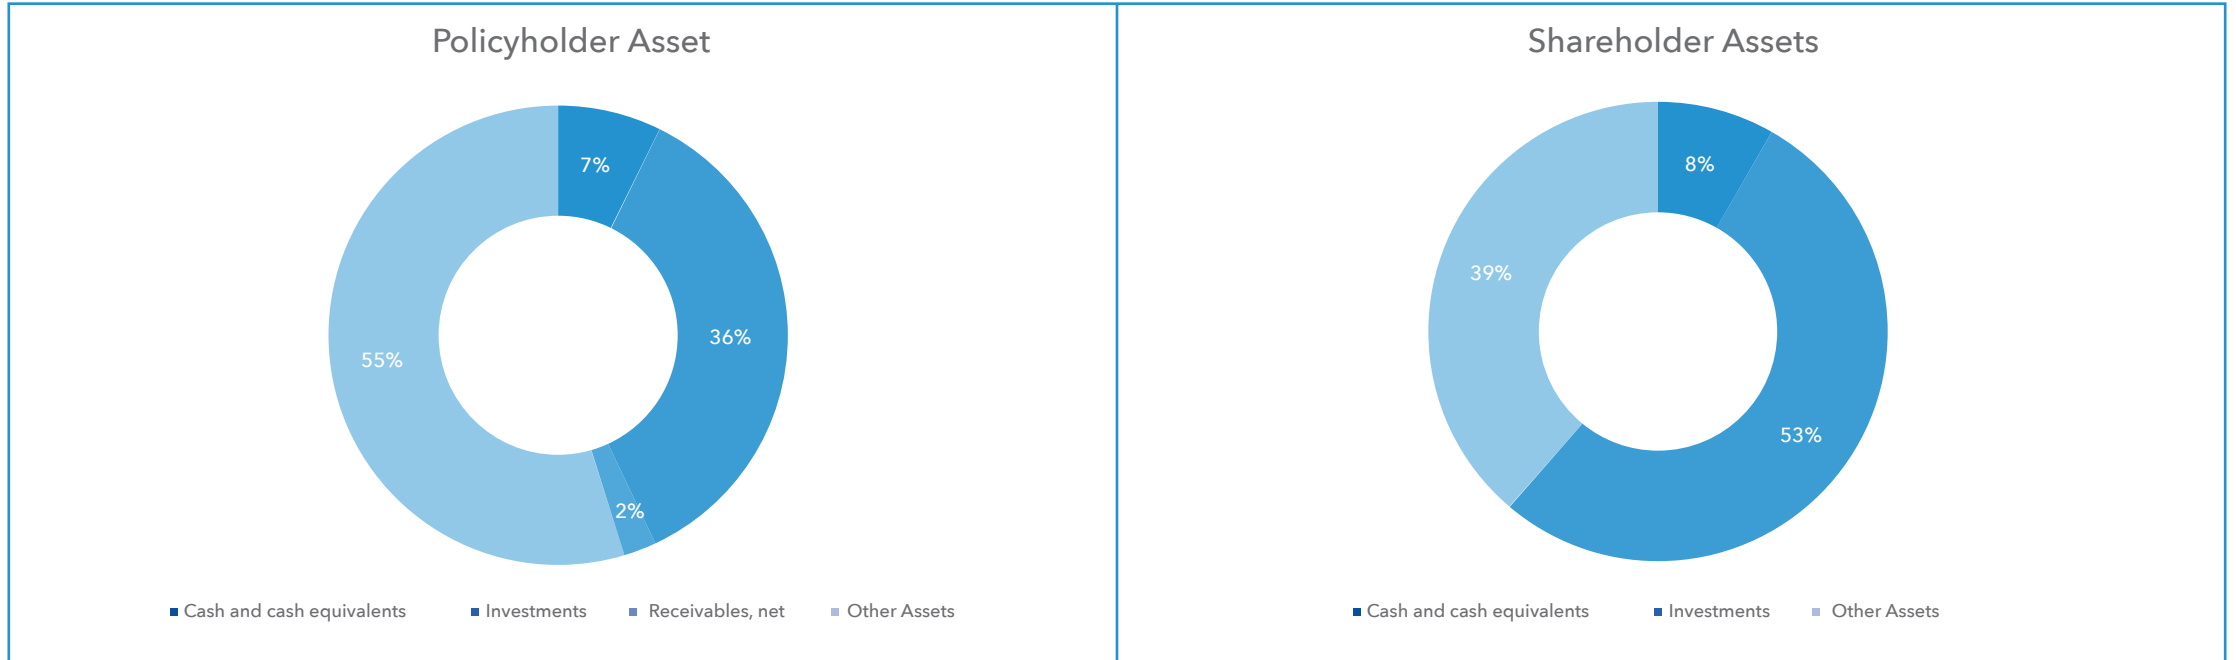 Policyholder Asset
7%
36%
2%
55%
Cash and cash equivalents Investments Receivables, net Other Assets
Shareholder Assets
8%
53%
39%
Cash and cash equivalents Investments Other Assets